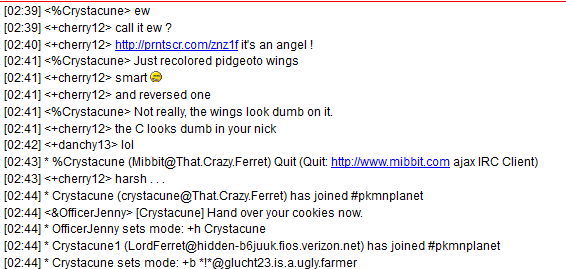 [02:39] <%Crystacune> ew
[02:39] <+cherry12> call it ew ?
[02:40] <+cherry12> http://prntscr.com/znz1f it's an angel !
[02:41] <%Crystacune> Just recolored pidgeoto wings
[02:41] <+cherry12> smart
[02:41] <+cherry12> and reversed one
[02:41] <%Crystacune> Not really, the wings look dumb on it.
[02:41] <+cherry12> the C looks dumb in your nick
[02:42] <+danchy13> lol
[02:43] * %Crystacune (Mibbit@That.Crazy.Ferret) Quit (Quit: http://www.mibbit.com ajax IRC Client)
[02:43] <+cherry12> harsh . . .
[02:44] * Crystacune (crystacune@That.Crazy.Ferret) has joined #pkmnplanet
[02:44] <&OfficerJenny> [Crystacune] Hand over your cookies now.
[02:44] * OfficerJenny sets mode: +h Crystacune
[02:44] * Crystacune1 (LordFerret@hidden-b6juuk.fios.verizon.net) has joined #pkmnplanet
[02:44] * Crystacune sets mode: +b *!*@glucht23.is.a.ugly.farmer